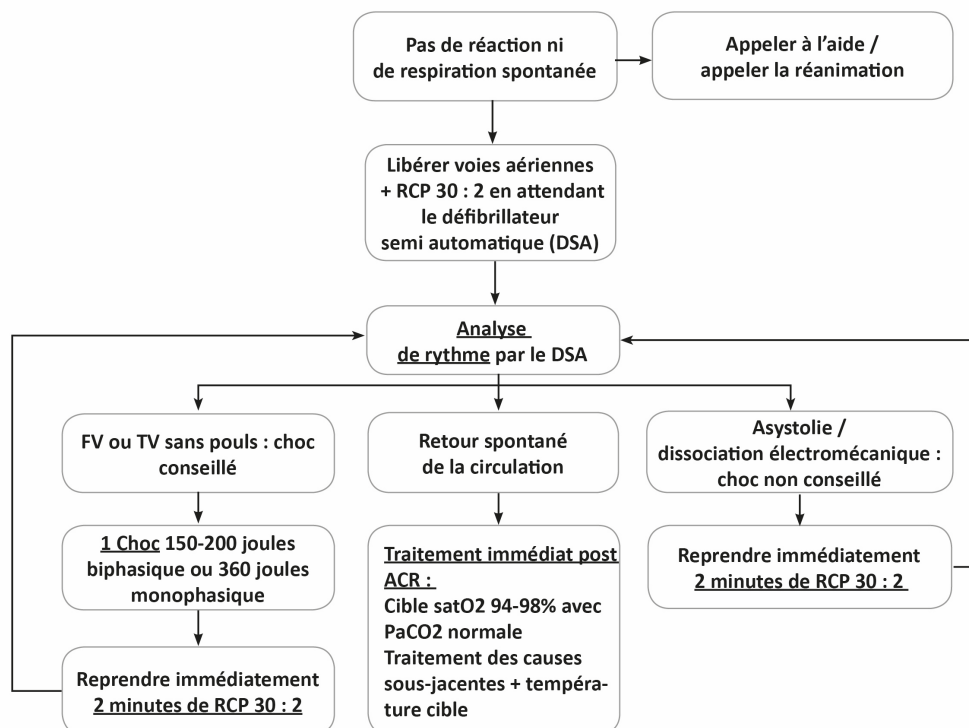 Pas de réaction ni
de respiration spontanée
Appeler à l'aide /
appeler la réanimation
Libérer voies aériennes
+ RCP 30 : 2 en attendant
le défibrillateur
semi automatique (DSA)
Analyse
de rythme par le DSA
FV ou TV sans pouls : choc
conseillé
Retour spontané
de la circulation
Asystolie /
dissociation électromécanique :
choc non conseillé
1 Choc 150-200 joules
biphasique ou 360 joules
monophasique
Traitement immédiat post
ACR :
Cible satO2 94-98% avec
PaCO2 normale
Traitement des causes
sous-jacentes + tempéra-
ture cible
Reprendre immédiatement
2 minutes de RCP 30 : 2
Reprendre immédiatement
2 minutes de RCP 30 : 2